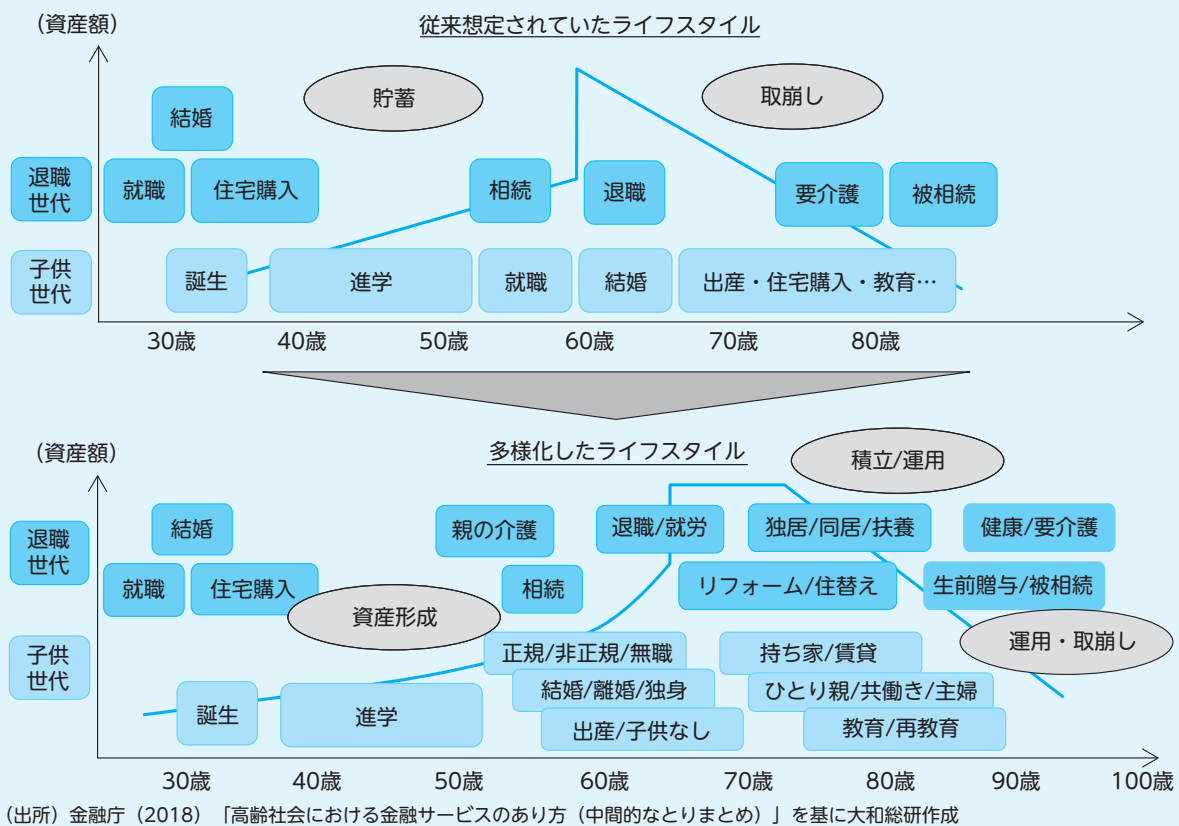 従来想定されていたライフスタイル
（資産額）
貯蓄
取崩し
結婚
退職
世代
就職
住宅購入
相続
退職
要介護
被相続
子供
世代
誕生
進学
就職
結婚
出産・住宅購入・教育…
30歳 40歳 50歳 60歳 70歳 80歳
多様化したライフスタイル
（資産額）
積立/運用
退職
世代
結婚
親の介護
退職/就労
独居/同居/扶養
健康/要介護
就職
住宅購入
相続
リフォーム/住替え
生前贈与/被相続
資産形成
運用・取崩し
子供
世代
正規/非正規/無職
持ち家/賃貸
結婚/離婚/独身
ひとり親/共働き/主婦
誕生
進学
出産/子供なし
教育/再教育
30歳 40歳 50歳 60歳 70歳 80歳 90歳 100歳
（出所）金融庁（2018）「高齢社会における金融サービスのあり方（中間的なとりまとめ）」を基に大和総研作成